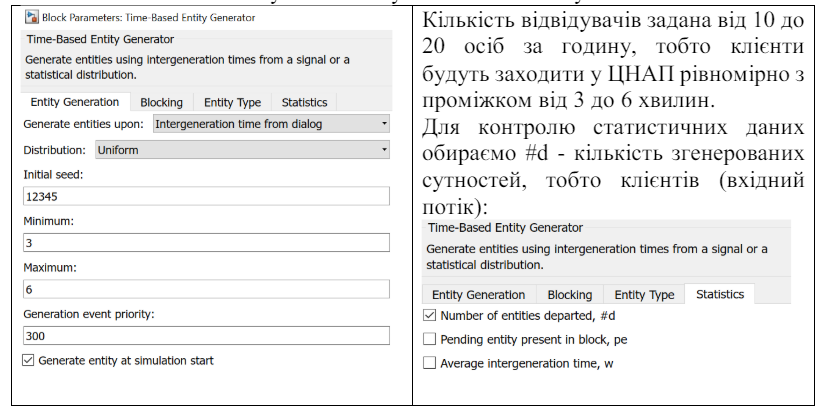 Block Parameters: Time-Based Entity Generator
Time-Based Entity Generator
Generate entities using intergeneration times from a signal or a
statistical distribution.
Entity Generation Blocking Entity Type Statistics
Generate entities upon: Intergeneration time from dialog
Distribution: Uniform
Initial seed:
12345
Minimum:
3
Maximum:
6
Generation event priority:
300
Generate entity at simulation start
Кількість відвідувачів задана від 10 до
20 осіб за годину, тобто клієнти
будуть заходити у ЦНАП рівномірно з
проміжком від 3 до 6 хвилин.
Для контролю статистичних даних
обираємо #d - кількість згенерованих
сутностей, тобто клієнтів (вхідний
потік):
Time-Based Entity Generator
Generate entities using intergeneration times from a signal or a
statistical distribution.
Entity Generation Blocking Entity Type Statistics
Number of entities departed, #d
Pending entity present in block, pe
Average intergeneration time, w